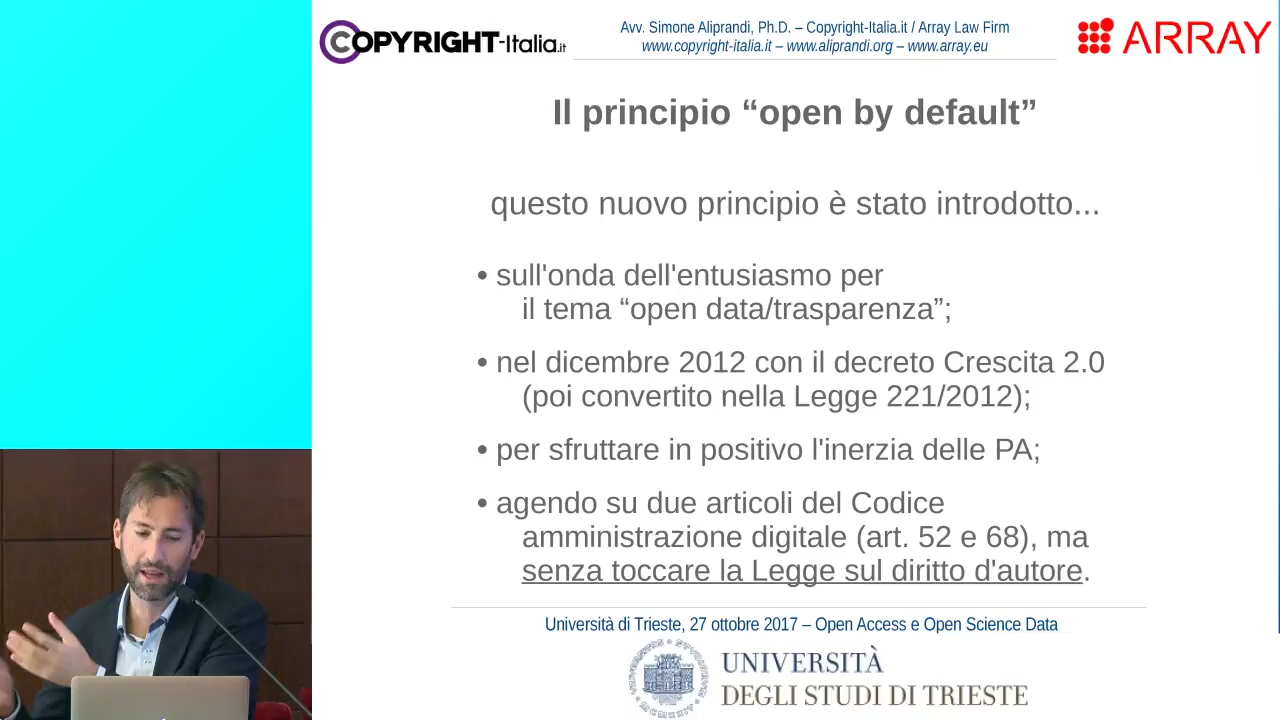 COPYRIGHT-Italia.it
Avv. Simone Aliprandi, Ph.D. – Copyright-Italia.it / Array Law Firm
www.copyright-italia.it – www.aliprandi.org – www.array.eu
ARRAY
Il principio “open by default”
questo nuovo principio è stato introdotto...
• sull'onda dell'entusiasmo per
il tema “open data/trasparenza”;
• nel dicembre 2012 con il decreto Crescita 2.0
(poi convertito nella Legge 221/2012);
• per sfruttare in positivo l'inerzia delle PA;
• agendo su due articoli del Codice
amministrazione digitale (art. 52 e 68), ma
senza toccare la Legge sul diritto d'autore.
Università di Trieste, 27 ottobre 2017 – Open Access e Open Science Data
UNIVERSITÀ
DEGLI STUDI DI TRIESTE